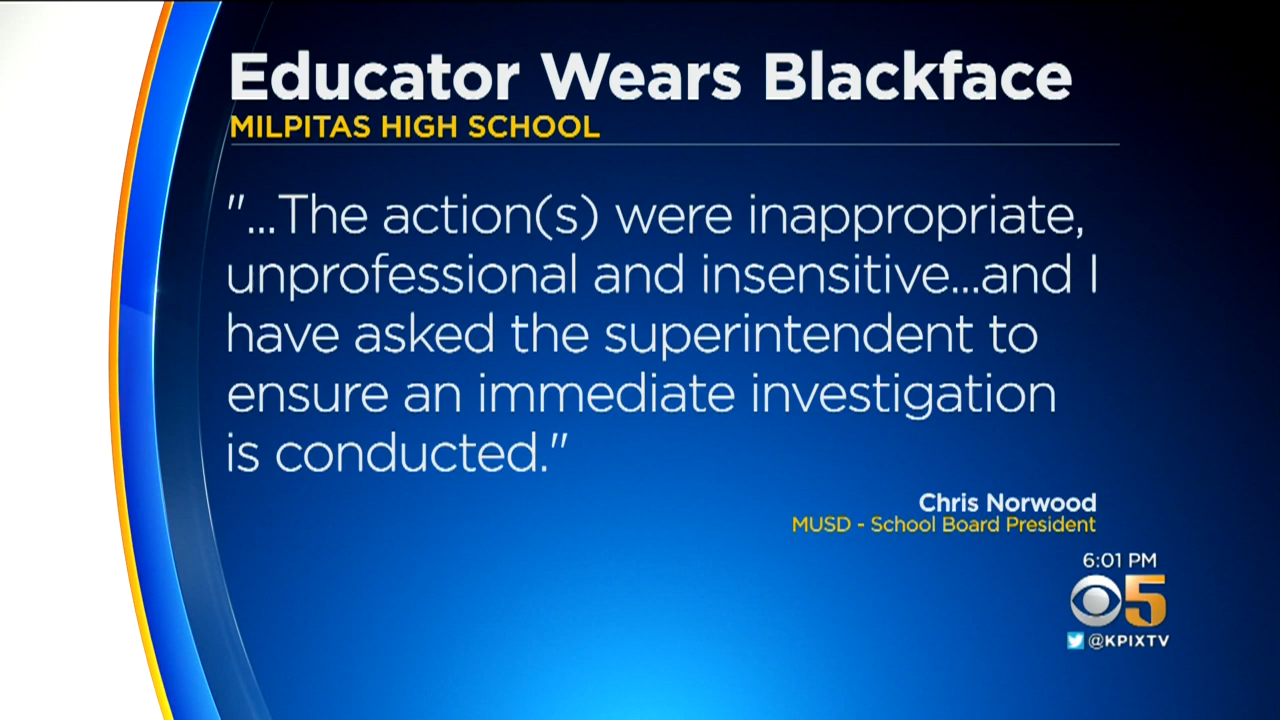 Educator Wears Blackface
MILPITAS HIGH SCHOOL
"...The action(s) were inappropriate,
unprofessional and insensitive...and I
have asked the superintendent to
ensure an immediate investigation
is conducted."
Chris Norwood
MUSD - School Board President
6:01 PM
5
@KPIXTV